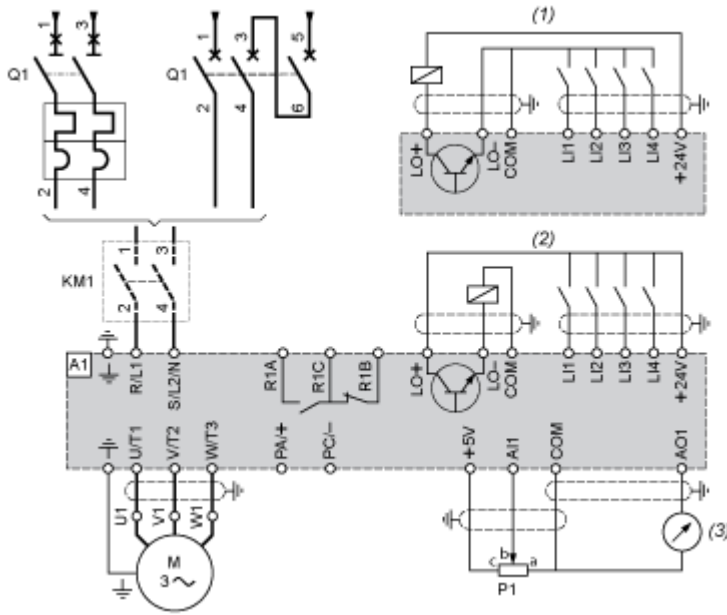 (1)
1 3
1 3 5
Q1
Q1
2 4 6
2 4
LO+ LO- COM LI1 LI2 LI3 LI4 +24V
(2)
1 3
KM1
2 4
A1
R/L1 S/L2/N R1A R1C R1B LO+ LO- COM LI1 LI2 LI3 LI4 +24V
U/T1 V/T2 W/T3 PA/+ PC/- +5V AI1 COM AO1
U1 V1 W1
(3)
M
3
c b a
P1